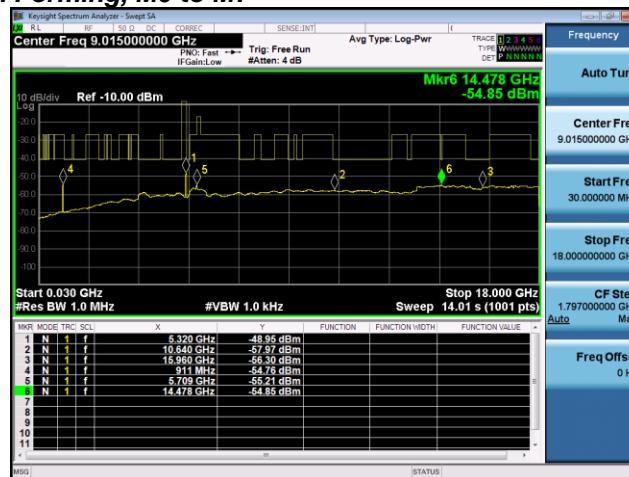 Forming, M0 to M7
Keysight Spectrum Analyzer - Swept SA
RL RF 50 Ω DC CORREC SENSE:INT
Center Freq 9.015000000 GHz
PNO: Fast
IFGain:Low
Trig: Free Run
#Atten: 4 dB
Avg Type: Log-Pwr
TRACE 1 2 3 4 5 6
TYPE W W W W W W
DET P N N N N N
Mkr6 14.478 GHz
-54.85 dBm
10 dB/div Ref -10.00 dBm
Log
-20.0
-30.0
-40.0
-50.0
-60.0
-70.0
-80.0
-90.0
-100
1
4
5
2
6
3
Start 0.030 GHz Stop 18.000 GHz
#Res BW 1.0 MHz #VBW 1.0 kHz Sweep 14.01 s (1001 pts)
MKR MODE TRC SCL X Y FUNCTION FUNCTION WIDTH FUNCTION VALUE
1 N 1 f 5.320 GHz -48.95 dBm
2 N 1 f 10.640 GHz -57.97 dBm
3 N 1 f 15.960 GHz -56.30 dBm
4 N 1 f 911 MHz -54.76 dBm
5 N 1 f 5.709 GHz -55.21 dBm
6 N 1 f 14.478 GHz -54.85 dBm
7
8
9
10
11
MSG STATUS
Frequency
Auto Tun
Center Fre
9.015000000 GH
Start Fre
30.000000 MH
Stop Fre
18.000000000 GH
CF Ste
1.797000000 GH
Auto Ma
Freq Offs
0 H